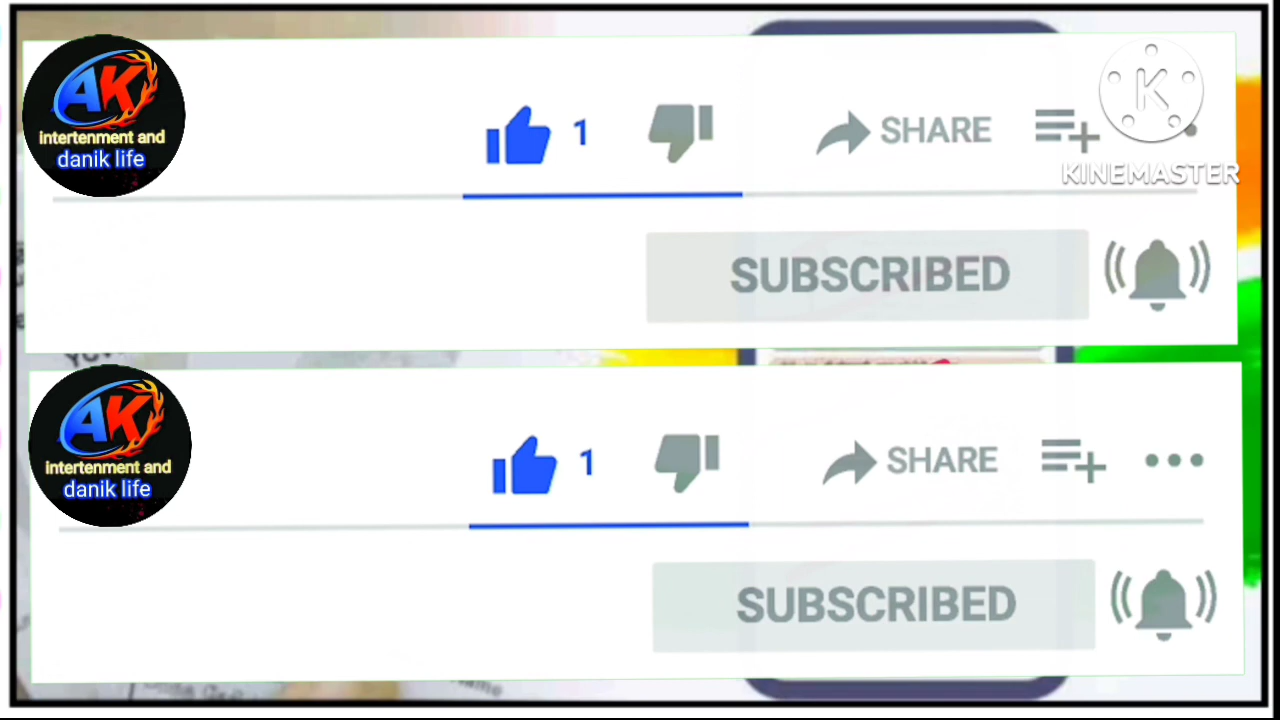 AK
intertenment and
danik life
1
SHARE
K
KINEMASTER
SUBSCRIBED
AK
intertenment and
danik life
1
SHARE
SUBSCRIBED